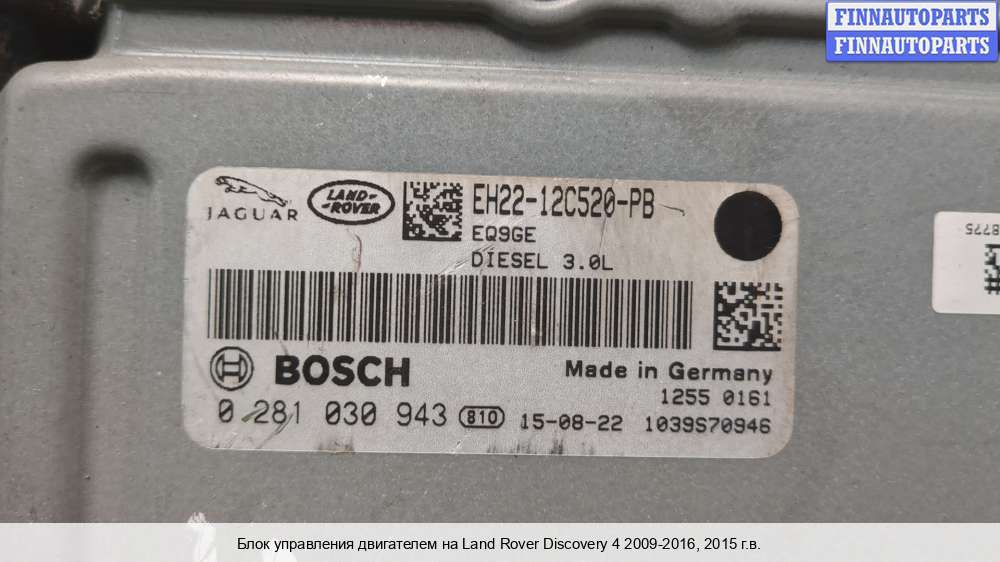 FINNAUTOPARTS
FINNAUTOPARTS
JAGUAR
LAND-
-ROVER
EH22-12C520-PB
EQ9GE
DIESEL 3.0L
8775
BOSCH
Made in Germany
1255 0161
0 281 030 943 810 15-08-22 1039S70946
Блок управления двигателем на Land Rover Discovery 4 2009-2016, 2015 г.в.